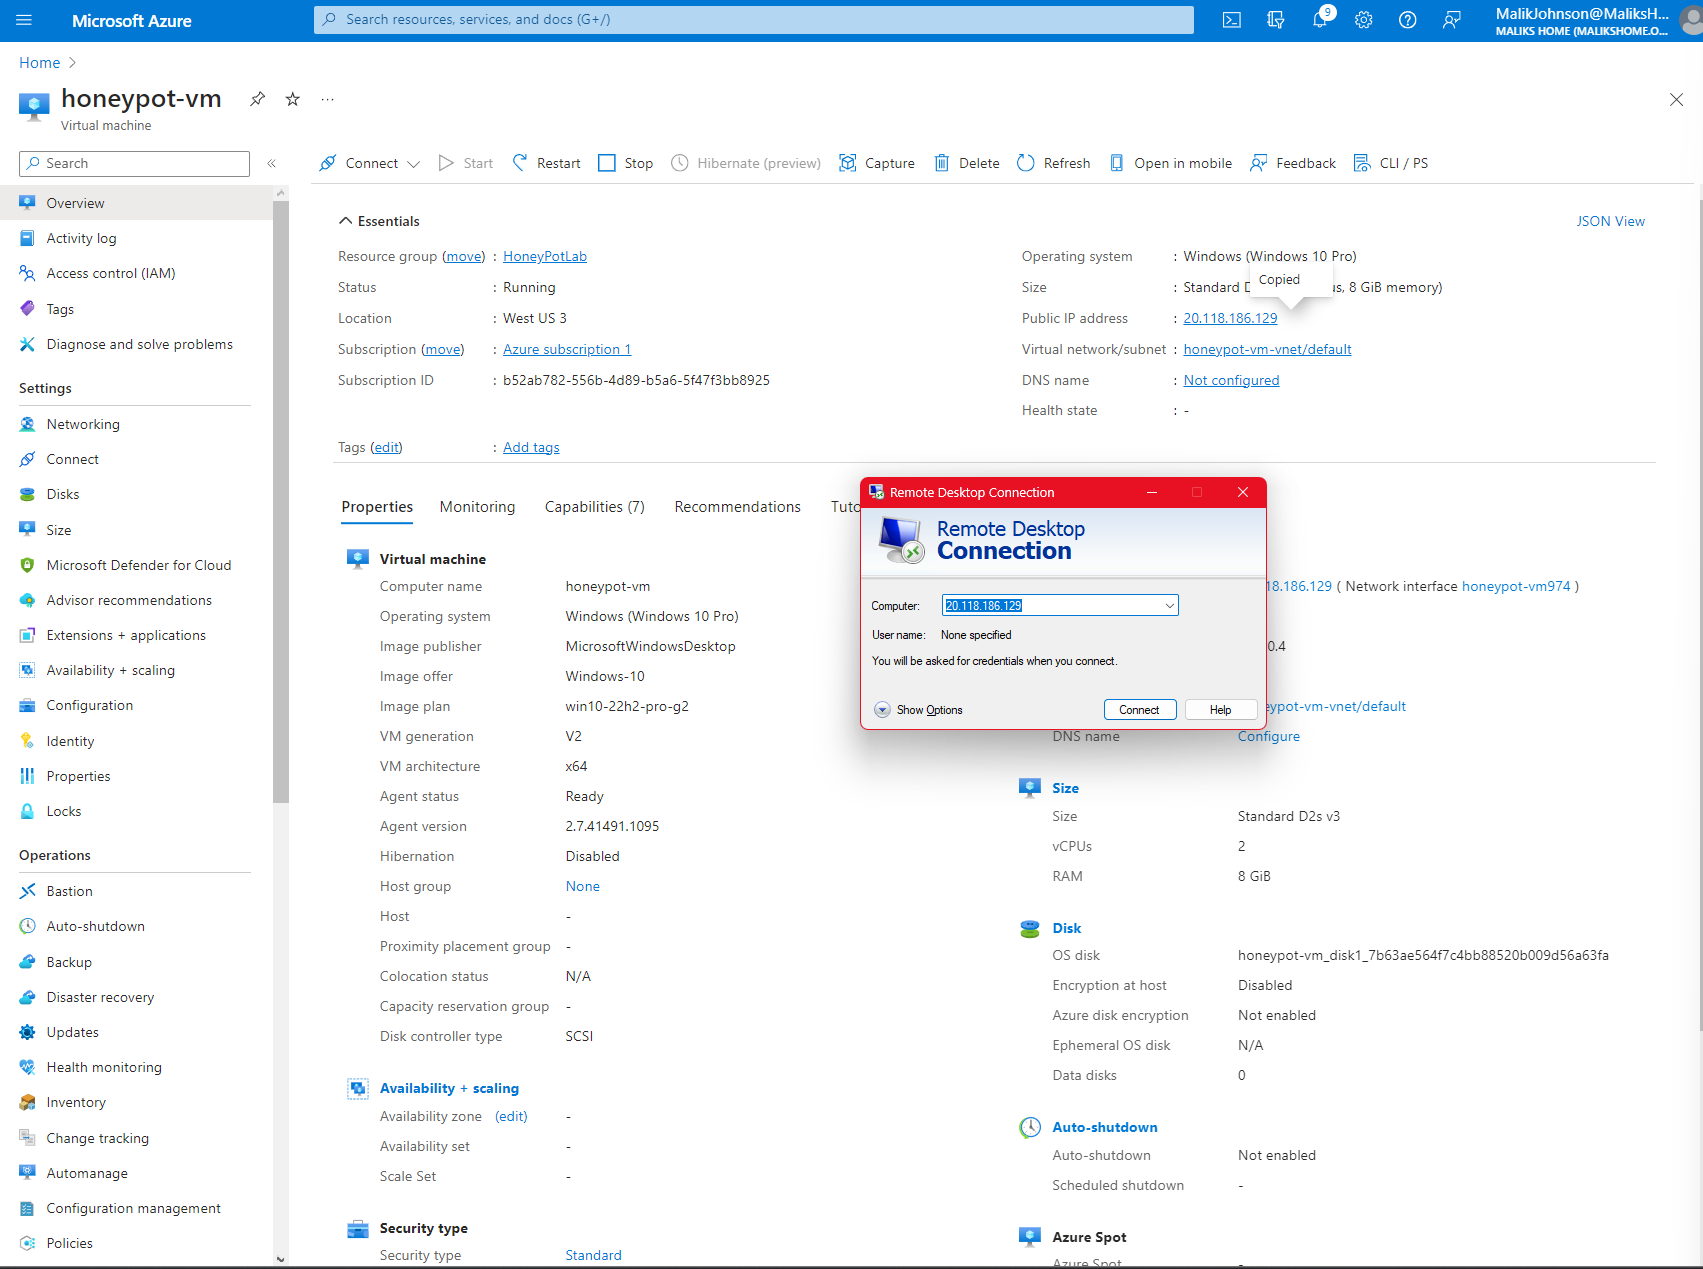 Microsoft Azure
Search resources, services, and docs (G+/)
9
MalikJohnson@MaliksH...
MALIKS HOME (MALIKSHOME.O...
Home
honeypot-vm
Virtual machine
Search
Connect
Start
Restart
Stop
Hibernate (preview)
Capture
Delete
Refresh
Open in mobile
Feedback
CLI / PS
Overview
Activity log
Access control (IAM)
Tags
Diagnose and solve problems
Settings
Networking
Connect
Disks
Size
Microsoft Defender for Cloud
Advisor recommendations
Extensions + applications
Availability + scaling
Configuration
Identity
Properties
Locks
Operations
Bastion
Auto-shutdown
Backup
Disaster recovery
Updates
Health monitoring
Inventory
Change tracking
Automanage
Configuration management
Policies
Essentials
JSON View
Resource group (move) : HoneyPotLab
Status : Running
Location : West US 3
Subscription (move) : Azure subscription 1
Subscription ID : b52ab782-556b-4d89-b5a6-5f47f3bb8925
Tags (edit) : Add tags
Operating system : Windows (Windows 10 Pro)
Copied
Size : Standard D us, 8 GiB memory)
Public IP address : 20.118.186.129
Virtual network/subnet : honeypot-vm-vnet/default
DNS name : Not configured
Health state : -
Properties
Monitoring
Capabilities (7)
Recommendations
Tuto
Virtual machine
Computer name honeypot-vm
Operating system Windows (Windows 10 Pro)
Image publisher MicrosoftWindowsDesktop
Image offer Windows-10
Image plan win10-22h2-pro-g2
VM generation V2
VM architecture x64
Agent status Ready
Agent version 2.7.41491.1095
Hibernation Disabled
Host group None
Host -
Proximity placement group -
Colocation status N/A
Capacity reservation group -
Disk controller type SCSI
Availability + scaling
Availability zone (edit) -
Availability set -
Scale Set -
Security type
Security type Standard
Remote Desktop Connection
Remote Desktop
Connection
Computer: 20.118.186.129
User name: None specified
You will be asked for credentials when you connect.
Show Options
Connect
Help
18.186.129 ( Network interface honeypot-vm974 )
0.4
eypot-vm-vnet/default
DNS name Configure
Size
Size Standard D2s v3
vCPUs 2
RAM 8 GiB
Disk
OS disk honeypot-vm_disk1_7b63ae564f7c4bb88520b009d56a63fa
Encryption at host Disabled
Azure disk encryption Not enabled
Ephemeral OS disk N/A
Data disks 0
Auto-shutdown
Auto-shutdown Not enabled
Scheduled shutdown -
Azure Spot
Azure Spot -